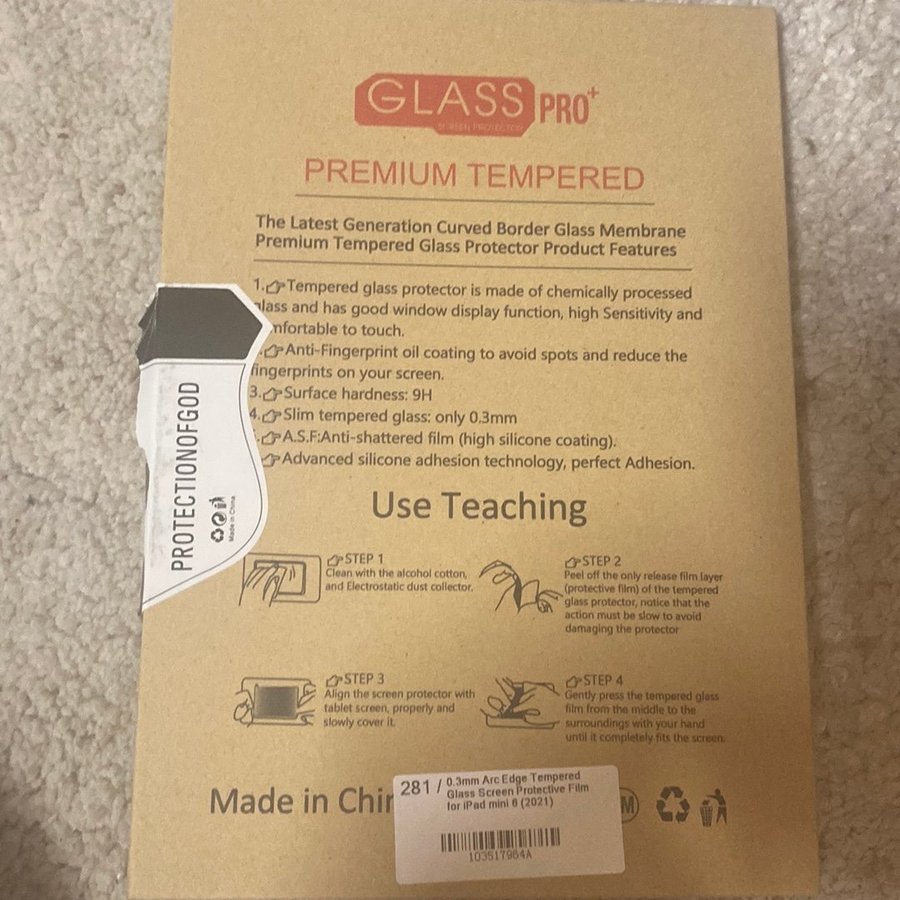 GLASS PRO+
SCREEN PROTECTOR
PREMIUM TEMPERED
The Latest Generation Curved Border Glass Membrane
Premium Tempered Glass Protector Product Features
1. Tempered glass protector is made of chemically processed
glass and has good window display function, high Sensitivity and
mfortable to touch.
Anti-Fingerprint oil coating to avoid spots and reduce the
fingerprints on your screen.
3. Surface hardness: 9H
4. Slim tempered glass: only 0.3mm
A.S.F:Anti-shattered film (high silicone coating).
Advanced silicone adhesion technology, perfect Adhesion.
PROTECTIONOFGOD
Made in China
Use Teaching
STEP 1
Clean with the alcohol cotton,
and Electrostatic dust collector.
STEP 2
Peel off the only release film layer
(protective film) of the tempered
glass protector, notice that the
action must be slow to avoid
damaging the protector
STEP 3
Align the screen protector with
tablet screen, properly and
slowly cover it.
STEP 4
Gently press the tempered glass
film from the middle to the
surroundings with your hand
until it completely fits the screen.
Made in Chin
281 / 0.3mm Arc Edge Tempered
Glass Screen Protective Film
for iPad mini 6 (2021)
103517964A